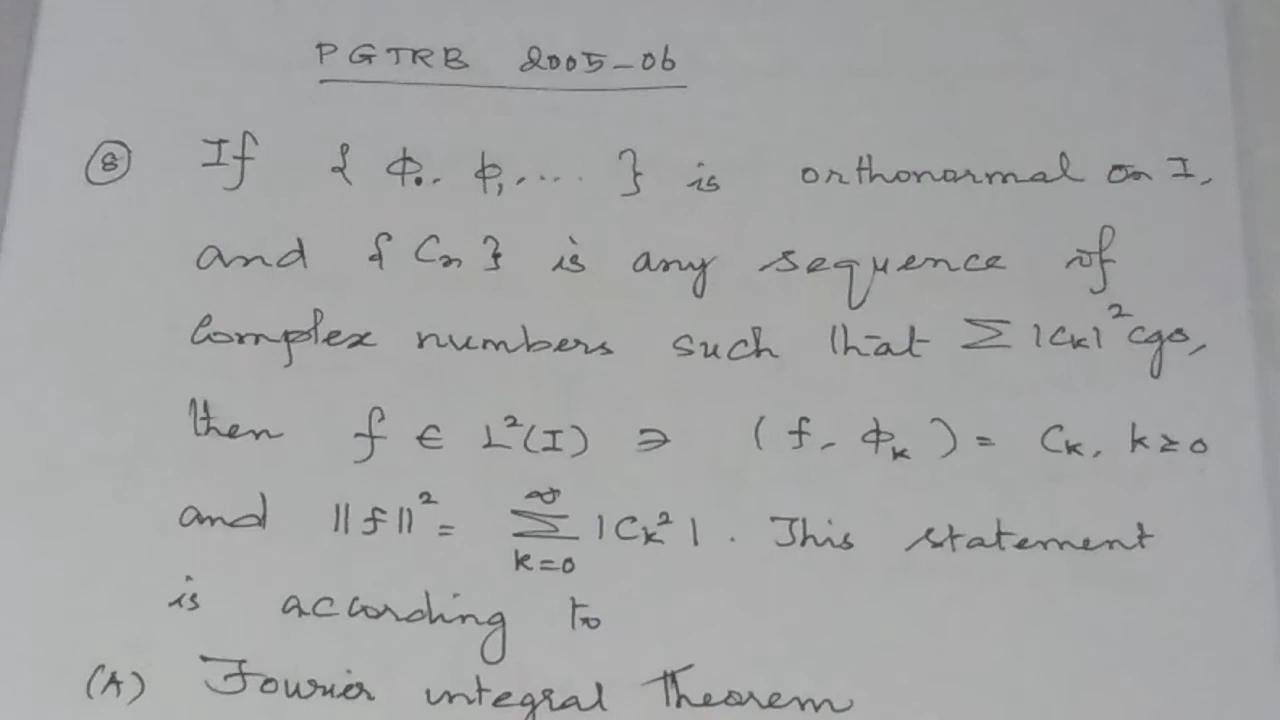 PGTRB 2005-06
⑧ If { ϕ₀, ϕ₁, .... } is orthonormal on I,
and { Cn } is any sequence of
complex numbers such that Σ |Ck|² cgs,
then f ∈ L²(I) ∋ (f, ϕk) = Ck, k≥0
and ||f||² = ∞ Σ k=0 |Ck²|. This statement
is according to
(A) Fourier integral Theorem